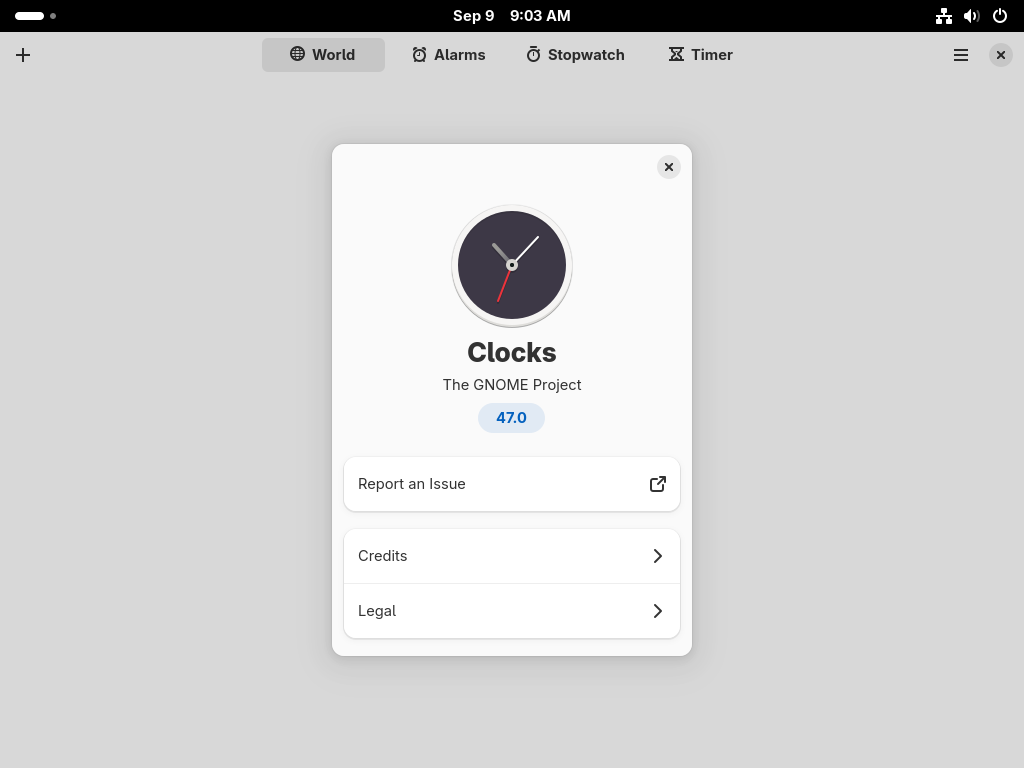 Sep 9 9:03 AM
World
Alarms
Stopwatch
Timer
Clocks
The GNOME Project
47.0
Report an Issue
Credits
Legal